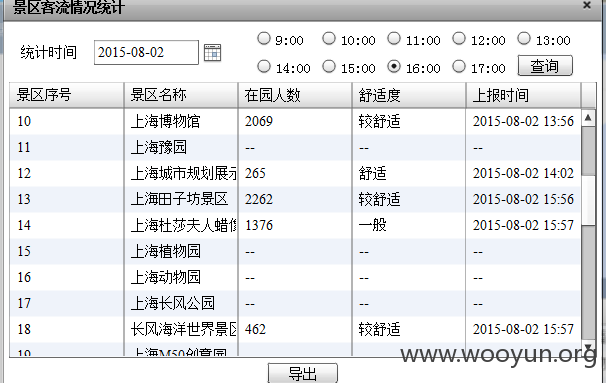 景区客流情况统计 ×
统计时间 2015-08-02 9:00 10:00 11:00 12:00 13:00
14:00 15:00 16:00 17:00 查询
景区序号 景区名称 在园人数 舒适度 上报时间
10 上海博物馆 2069 较舒适 2015-08-02 13:56
11 上海豫园 -- -- --
12 上海城市规划展示 265 舒适 2015-08-02 14:02
13 上海田子坊景区 2262 较舒适 2015-08-02 15:56
14 上海杜莎夫人蜡像 1376 一般 2015-08-02 15:57
15 上海植物园 -- -- --
16 上海动物园 -- -- --
17 上海长风公园 -- -- --
18 长风海洋世界景区 462 较舒适 2015-08-02 15:57
19 上海M50创意园 -- -- --
www.wooyun.org
导出